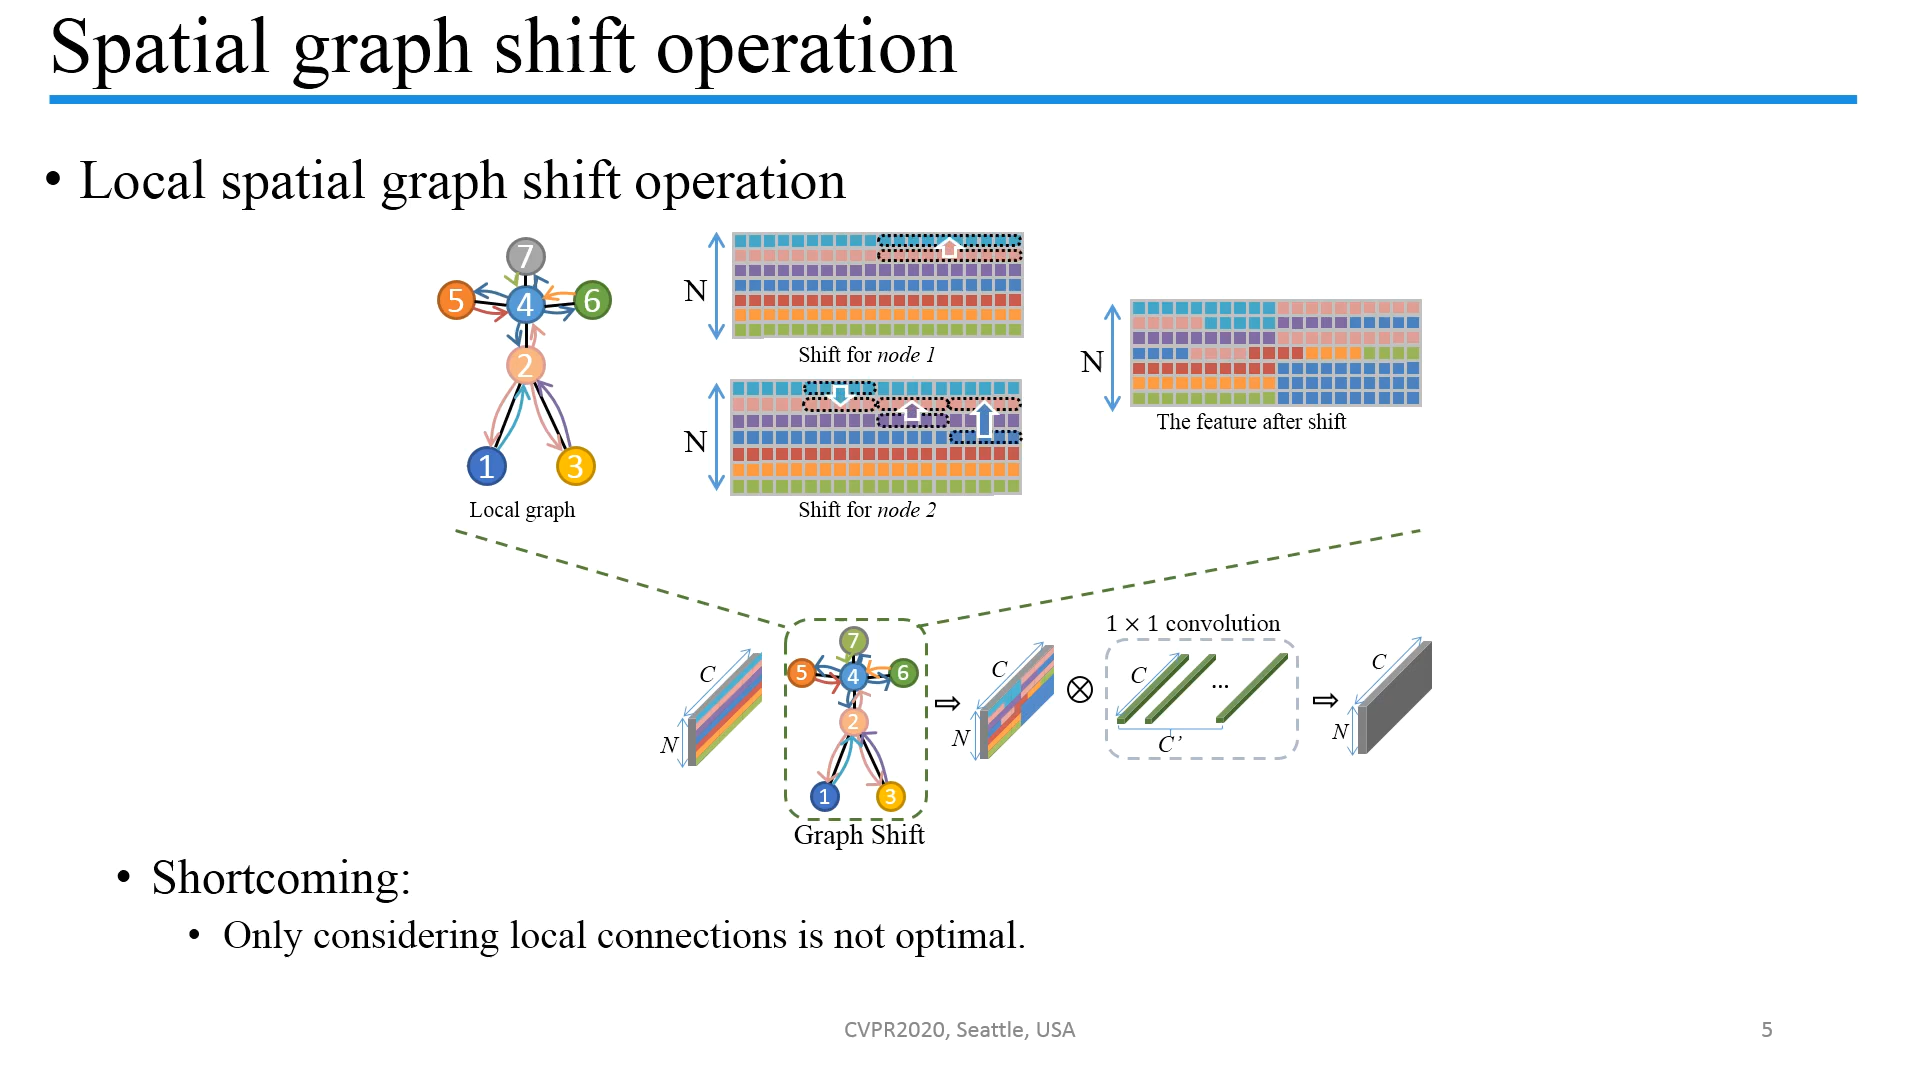 Spatial graph shift operation
• Local spatial graph shift operation
7
5 4 6
2
1 3
Local graph
N
Shift for node 1
N
Shift for node 2
N
The feature after shift
C
N
7
5 4 6
2
1 3
Graph Shift
⇨
C
N
⊗
1 × 1 convolution
C
...
C’
⇨
C
N
• Shortcoming:
• Only considering local connections is not optimal.
CVPR2020, Seattle, USA
5